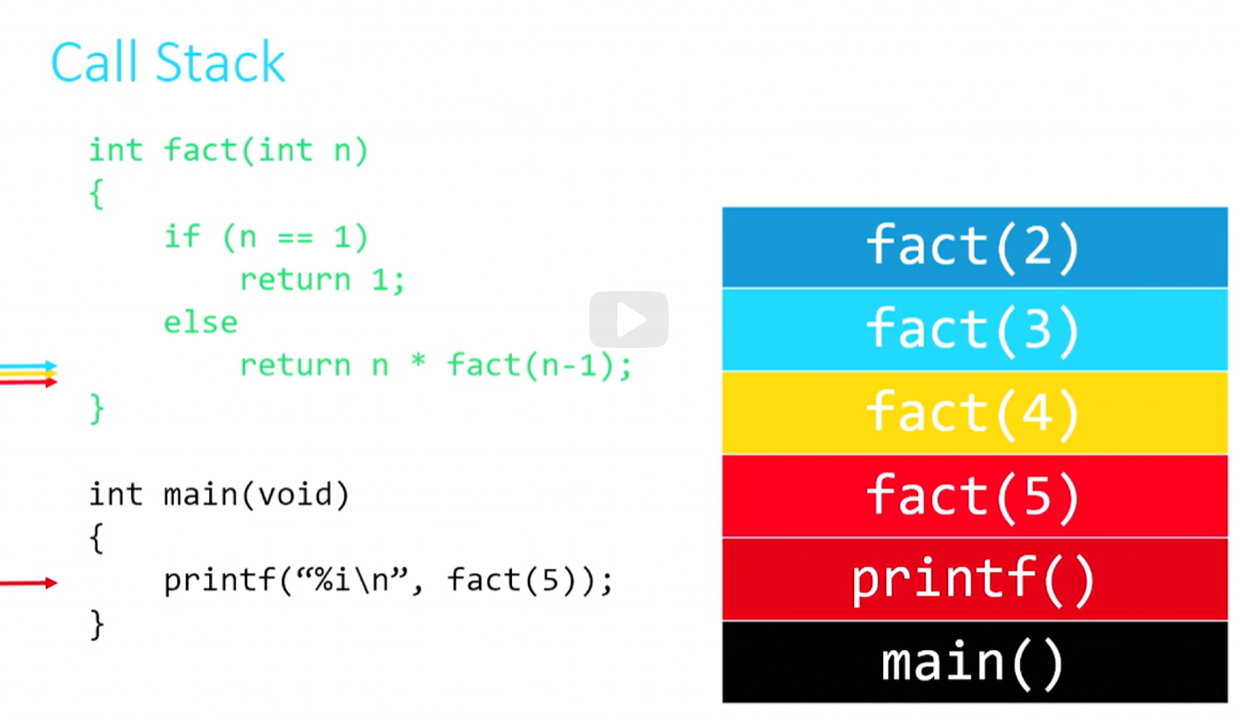 Call Stack
int fact(int n)
{
if (n == 1)
return 1;
else
return n * fact(n-1);
}
int main(void)
{
printf(“%i\n”, fact(5));
}
fact(2)
fact(3)
fact(4)
fact(5)
printf()
main()